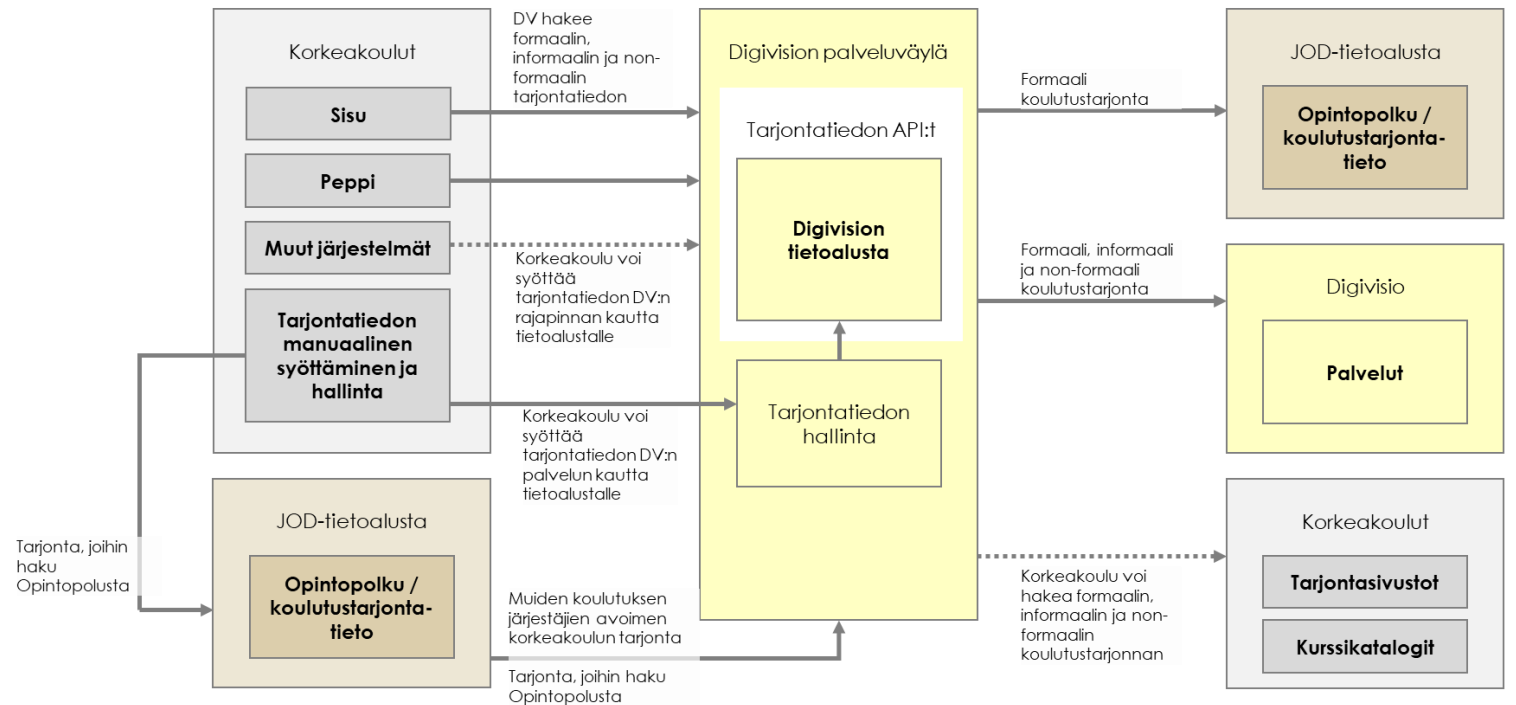 Korkeakoulut
Sisu
Peppi
Muut järjestelmät
Tarjontatiedon
manuaalinen
syöttäminen ja
hallinta
Tarjonta, joihin
haku
Opintopolusta
JOD-tietoalusta
Opintopolku /
koulutustarjonta-
tieto
DV hakee
formaalin,
informaalin ja non-
formaalin
tarjontatiedon
Korkeakoulu voi
syöttää
tarjontatiedon DV:n
rajapinnan kautta
tietoalustalle
Korkeakoulu voi
syöttää
tarjontatiedon DV:n
palvelun kautta
tietoalustalle
Muiden koulutuksen
järjestäjien avoimen
korkeakoulun tarjonta
Tarjonta, joihin haku
Opintopolusta
Digivision palveluväylä
Tarjontatiedon API:t
Digivision
tietoalusta
Tarjontatiedon
hallinta
Formaali
koulutustarjonta
Formaali, informaali
ja non-formaali
koulutustarjonta
Korkeakoulu voi
hakea formaalin,
informaalin ja non-
formaalin
koulutustarjonnan
JOD-tietoalusta
Opintopolku /
koulutustarjonta-
tieto
Digivisio
Palvelut
Korkeakoulut
Tarjontasivustot
Kurssikatalogit